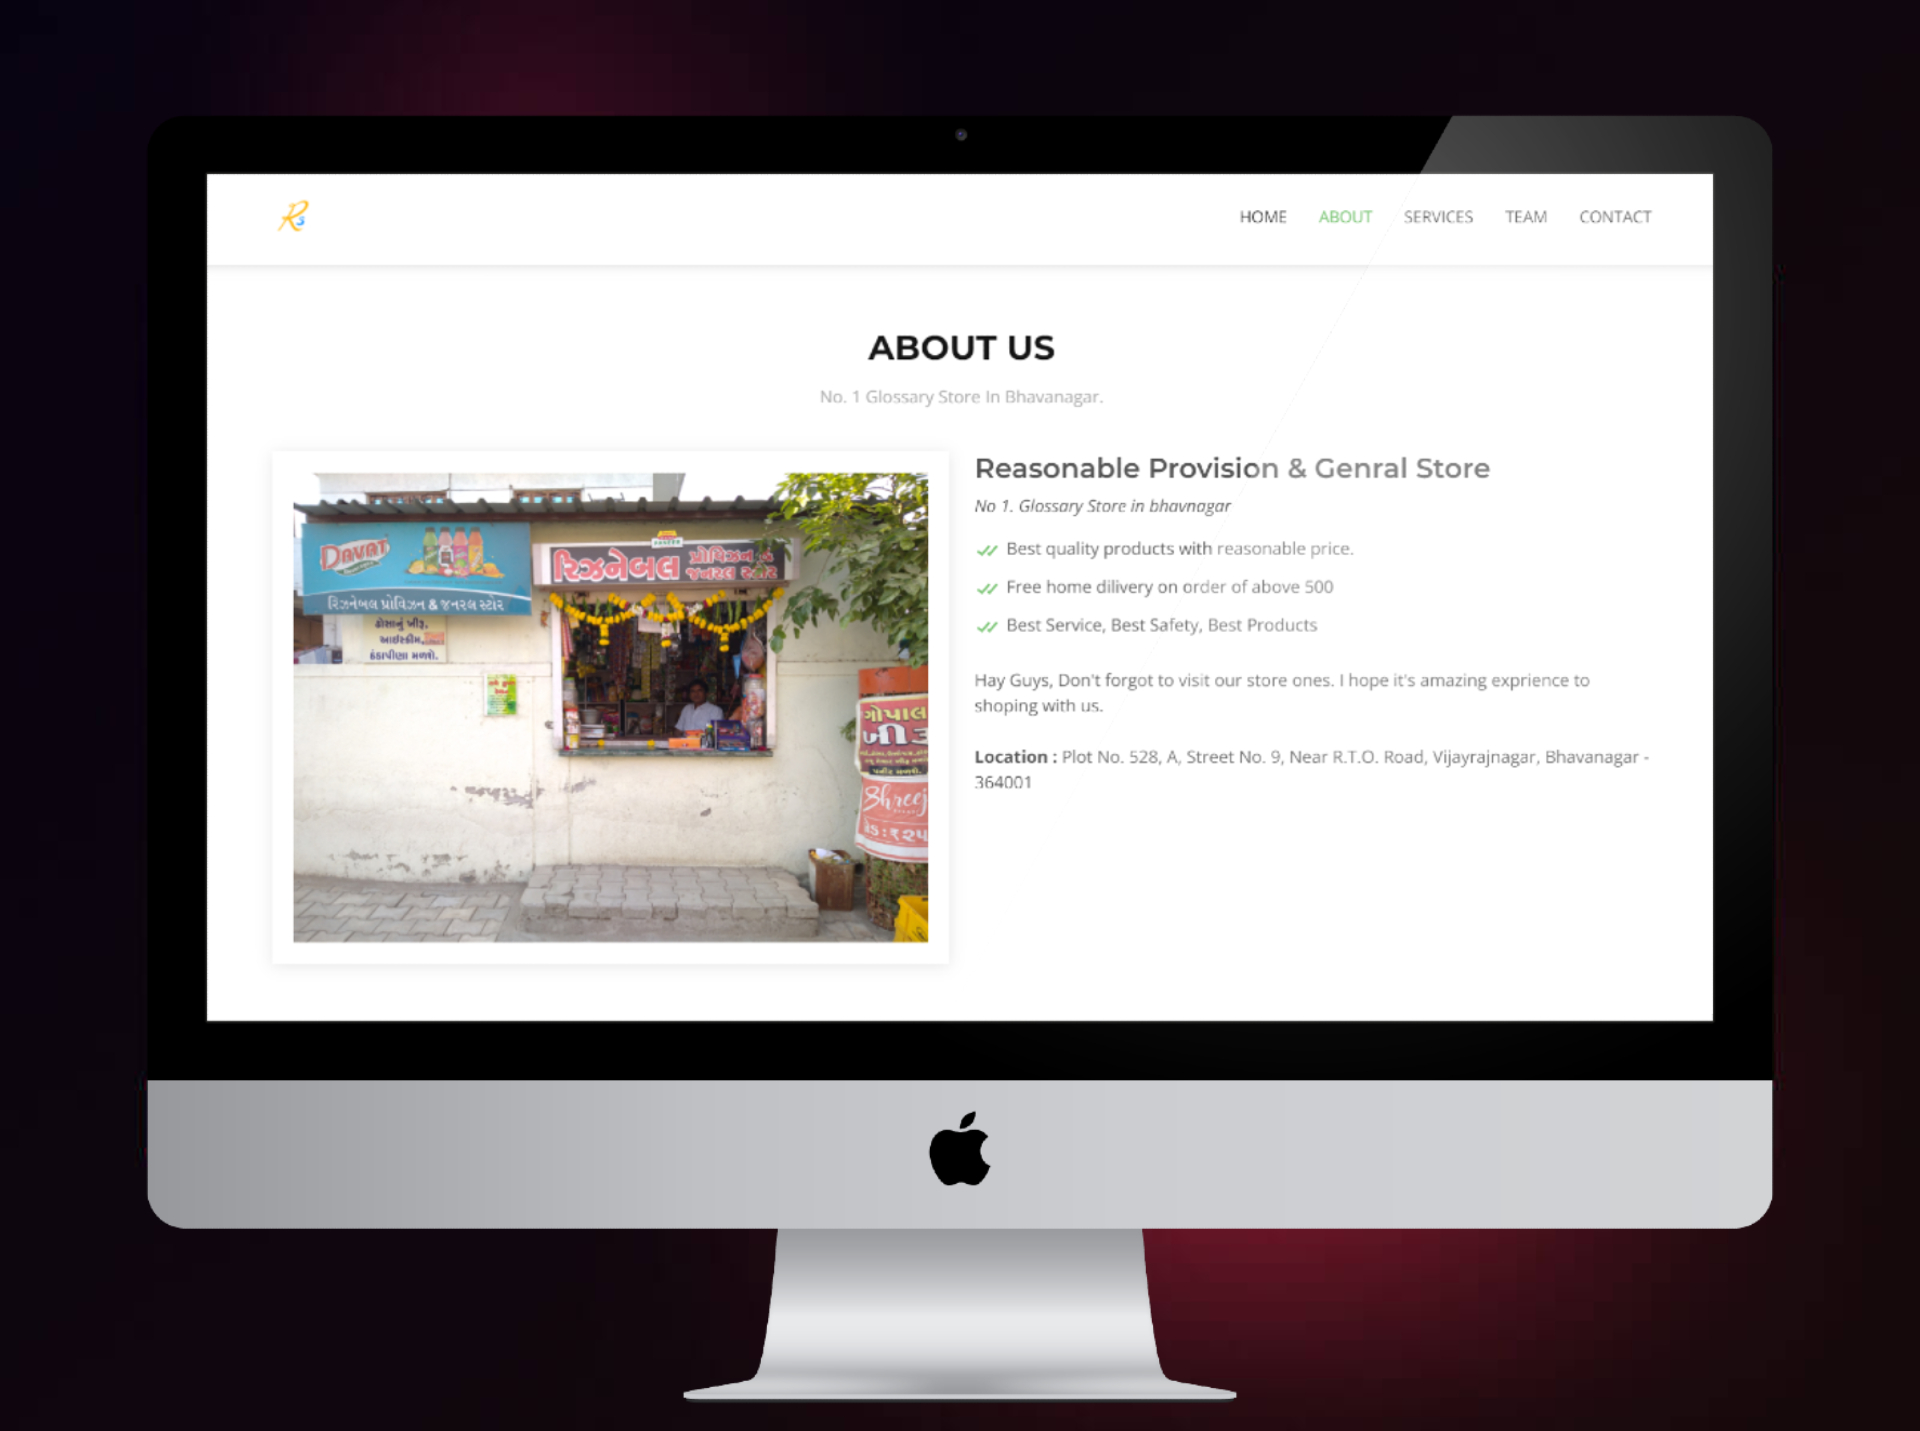 R
HOME ABOUT SERVICES TEAM CONTACT
ABOUT US
No. 1 Glossary Store In Bhavanagar.
DAVAT
રિઝનેબલ પ્રોવિઝન & જનરલ સ્ટોર
ઢોસાનું ખીરૂ,
આઈસ્ક્રીમ,
ઠંડાપીણા મળશે.
રિઝનેબલ પ્રોવિઝન &
જનરલ સ્ટોર
ગોપાલ
ખીરૂ
Shreej
Reasonable Provision & Genral Store
No 1. Glossary Store in bhavnagar
Best quality products with reasonable price.
Free home dilivery on order of above 500
Best Service, Best Safety, Best Products
Hay Guys, Don't forgot to visit our store ones. I hope it's amazing exprience to
shoping with us.
Location : Plot No. 528, A, Street No. 9, Near R.T.O. Road, Vijayrajnagar, Bhavanagar -
364001